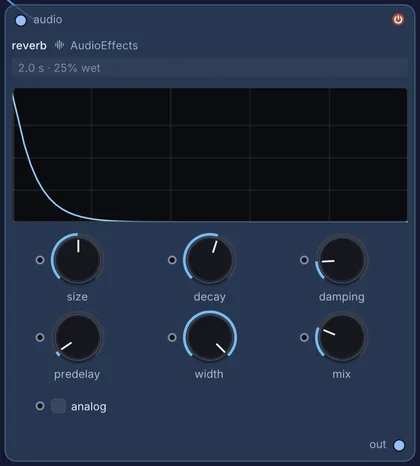 audio
reverb AudioEffects
2.0 s · 25% wet
size decay damping
predelay width mix
analog
out